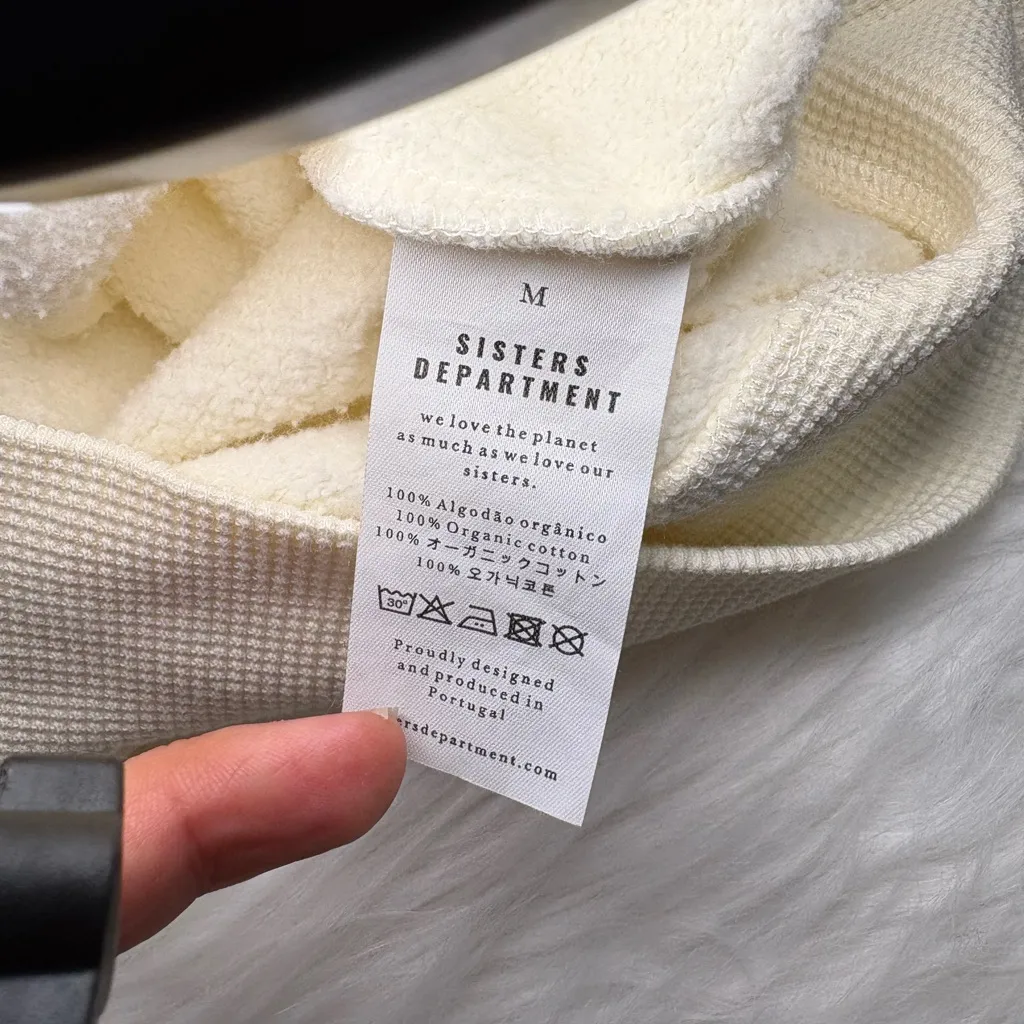 M
SISTERS
DEPARTMENT
we love the planet
as much as we love our
sisters.
100% Algodão orgânico
100% Organic cotton
100% オーガニックコットン
100% 오가닉코튼
30°
Proudly designed
and produced in
Portugal
ersdepartment.com